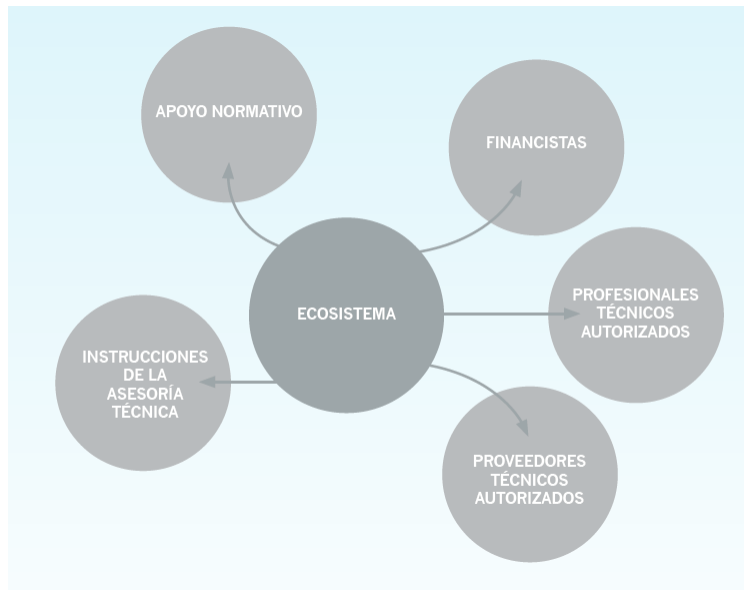 APOYO NORMATIVO
FINANCISTAS
ECOSISTEMA
PROFESIONALES
TÉCNICOS
AUTORIZADOS
INSTRUCCIONES
DE LA
ASESORÍA
TÉCNICA
PROVEEDORES
TÉCNICOS
AUTORIZADOS